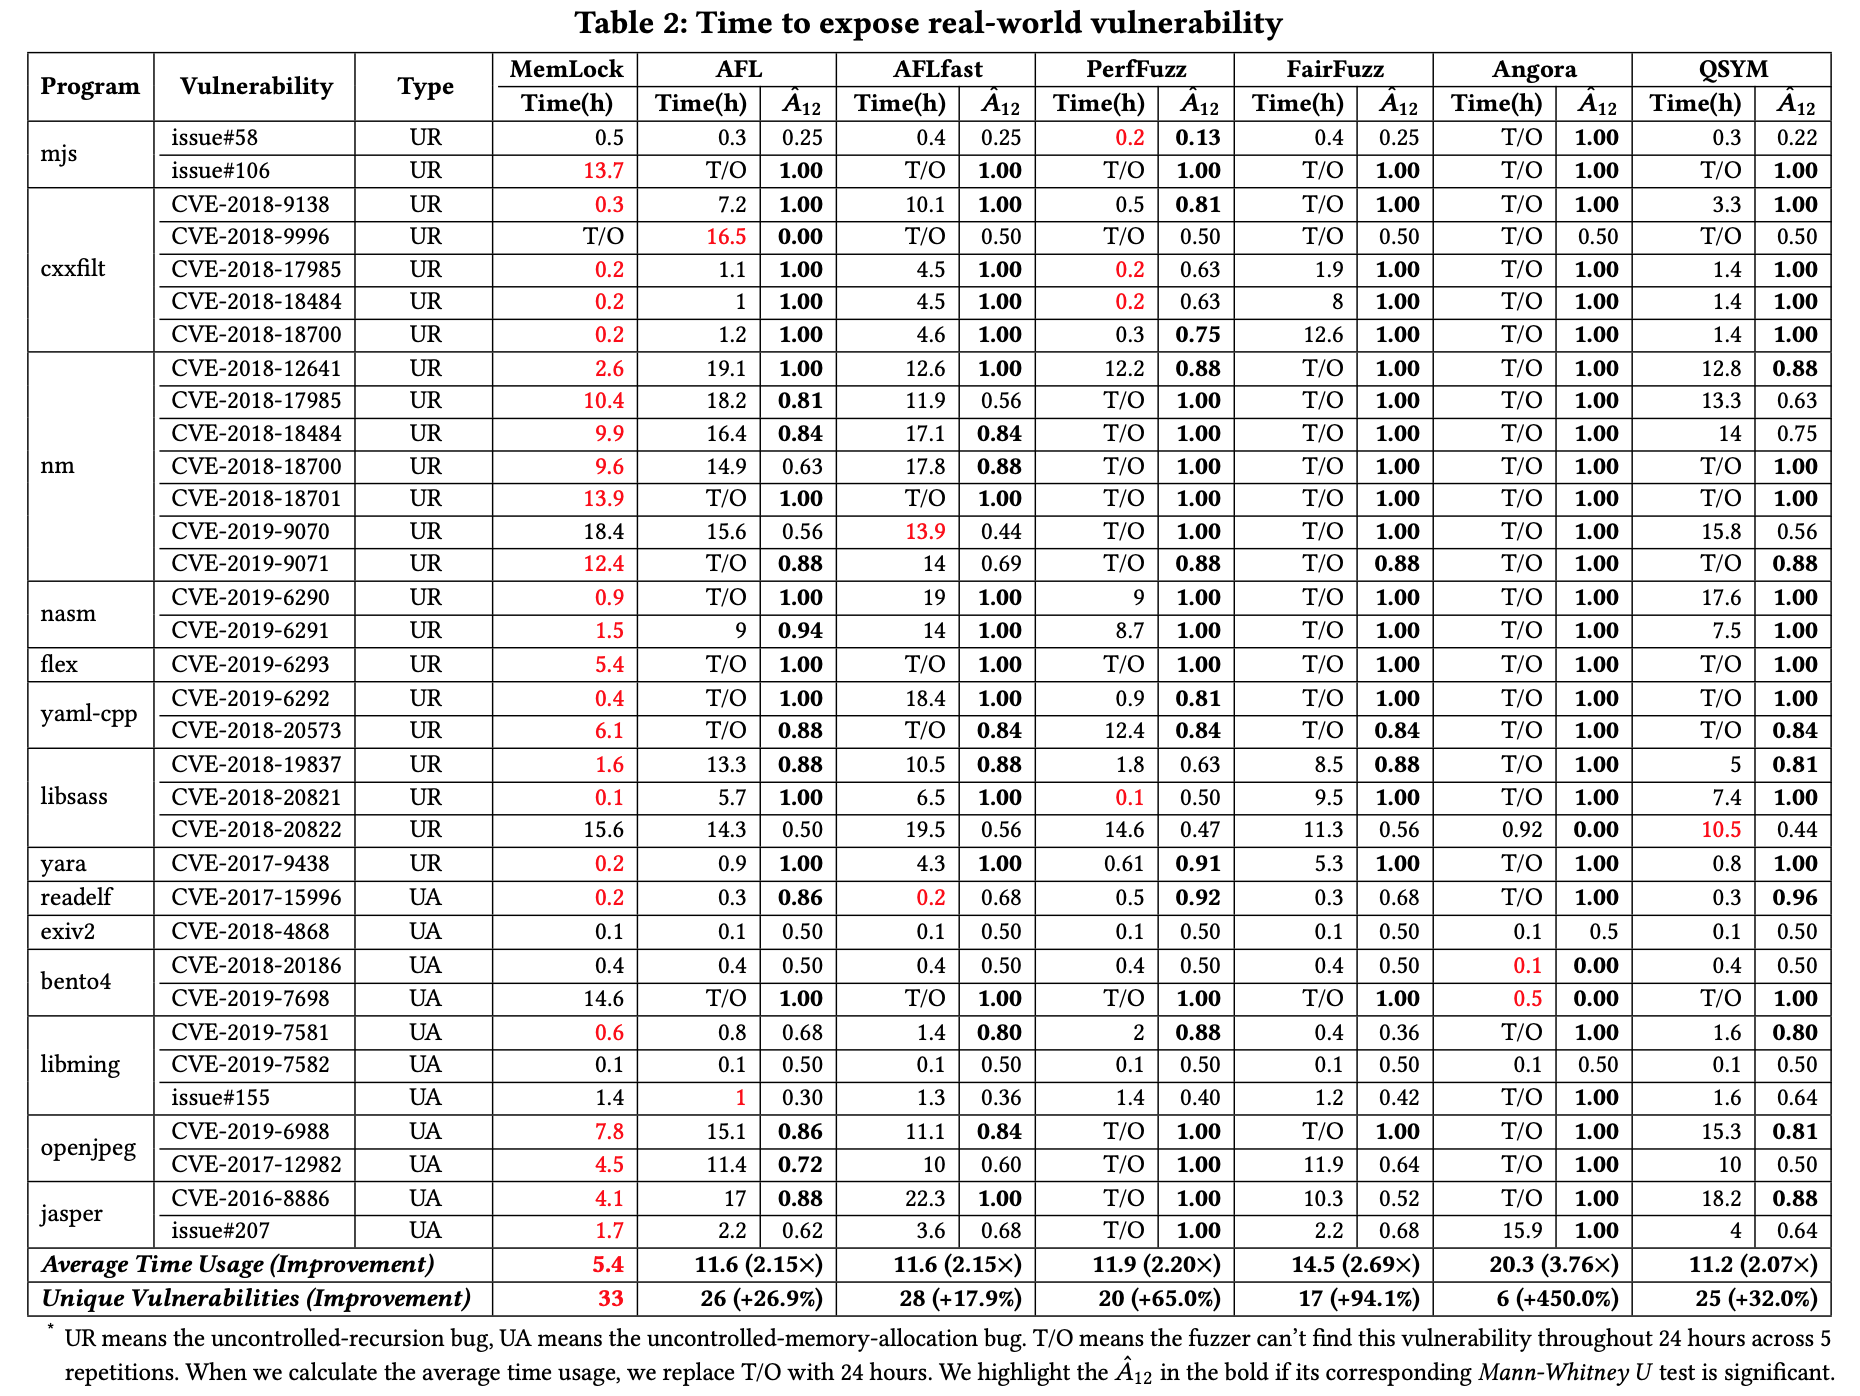 Table 2: Time to expose real-world vulnerability
Program Vulnerability Type MemLock AFL AFLfast PerfFuzz FairFuzz Angora QSYM
Time(h) Time(h) Â12 Time(h) Â12 Time(h) Â12 Time(h) Â12 Time(h) Â12 Time(h) Â12
mjs issue#58 UR 0.5 0.3 0.25 0.4 0.25 0.2 0.13 0.4 0.25 T/O 1.00 0.3 0.22
issue#106 UR 13.7 T/O 1.00 T/O 1.00 T/O 1.00 T/O 1.00 T/O 1.00 T/O 1.00
cxxfilt CVE-2018-9138 UR 0.3 7.2 1.00 10.1 1.00 0.5 0.81 T/O 1.00 T/O 1.00 3.3 1.00
CVE-2018-9996 UR T/O 16.5 0.00 T/O 0.50 T/O 0.50 T/O 0.50 T/O 0.50 T/O 0.50
CVE-2018-17985 UR 0.2 1.1 1.00 4.5 1.00 0.2 0.63 1.9 1.00 T/O 1.00 1.4 1.00
CVE-2018-18484 UR 0.2 1 1.00 4.5 1.00 0.2 0.63 8 1.00 T/O 1.00 1.4 1.00
CVE-2018-18700 UR 0.2 1.2 1.00 4.6 1.00 0.3 0.75 12.6 1.00 T/O 1.00 1.4 1.00
nm CVE-2018-12641 UR 2.6 19.1 1.00 12.6 1.00 12.2 0.88 T/O 1.00 T/O 1.00 12.8 0.88
CVE-2018-17985 UR 10.4 18.2 0.81 11.9 0.56 T/O 1.00 T/O 1.00 T/O 1.00 13.3 0.63
CVE-2018-18484 UR 9.9 16.4 0.84 17.1 0.84 T/O 1.00 T/O 1.00 T/O 1.00 14 0.75
CVE-2018-18700 UR 9.6 14.9 0.63 17.8 0.88 T/O 1.00 T/O 1.00 T/O 1.00 T/O 1.00
CVE-2018-18701 UR 13.9 T/O 1.00 T/O 1.00 T/O 1.00 T/O 1.00 T/O 1.00 T/O 1.00
CVE-2019-9070 UR 18.4 15.6 0.56 13.9 0.44 T/O 1.00 T/O 1.00 T/O 1.00 15.8 0.56
CVE-2019-9071 UR 12.4 T/O 0.88 14 0.69 T/O 0.88 T/O 0.88 T/O 1.00 T/O 0.88
nasm CVE-2019-6290 UR 0.9 T/O 1.00 19 1.00 9 1.00 T/O 1.00 T/O 1.00 17.6 1.00
CVE-2019-6291 UR 1.5 9 0.94 14 1.00 8.7 1.00 T/O 1.00 T/O 1.00 7.5 1.00
flex CVE-2019-6293 UR 5.4 T/O 1.00 T/O 1.00 T/O 1.00 T/O 1.00 T/O 1.00 T/O 1.00
yaml-cpp CVE-2019-6292 UR 0.4 T/O 1.00 18.4 1.00 0.9 0.81 T/O 1.00 T/O 1.00 T/O 1.00
CVE-2018-20573 UR 6.1 T/O 0.88 T/O 0.84 12.4 0.84 T/O 0.84 T/O 1.00 T/O 0.84
libsass CVE-2018-19837 UR 1.6 13.3 0.88 10.5 0.88 1.8 0.63 8.5 0.88 T/O 1.00 5 0.81
CVE-2018-20821 UR 0.1 5.7 1.00 6.5 1.00 0.1 0.50 9.5 1.00 T/O 1.00 7.4 1.00
CVE-2018-20822 UR 15.6 14.3 0.50 19.5 0.56 14.6 0.47 11.3 0.56 0.92 0.00 10.5 0.44
yara CVE-2017-9438 UR 0.2 0.9 1.00 4.3 1.00 0.61 0.91 5.3 1.00 T/O 1.00 0.8 1.00
readelf CVE-2017-15996 UA 0.2 0.3 0.86 0.2 0.68 0.5 0.92 0.3 0.68 T/O 1.00 0.3 0.96
exiv2 CVE-2018-4868 UA 0.1 0.1 0.50 0.1 0.50 0.1 0.50 0.1 0.50 0.1 0.5 0.1 0.50
bento4 CVE-2018-20186 UA 0.4 0.4 0.50 0.4 0.50 0.4 0.50 0.4 0.50 0.1 0.00 0.4 0.50
CVE-2019-7698 UA 14.6 T/O 1.00 T/O 1.00 T/O 1.00 T/O 1.00 0.5 0.00 T/O 1.00
libming CVE-2019-7581 UA 0.6 0.8 0.68 1.4 0.80 2 0.88 0.4 0.36 T/O 1.00 1.6 0.80
CVE-2019-7582 UA 0.1 0.1 0.50 0.1 0.50 0.1 0.50 0.1 0.50 0.1 0.50 0.1 0.50
issue#155 UA 1.4 1 0.30 1.3 0.36 1.4 0.40 1.2 0.42 T/O 1.00 1.6 0.64
openjpeg CVE-2019-6988 UA 7.8 15.1 0.86 11.1 0.84 T/O 1.00 T/O 1.00 T/O 1.00 15.3 0.81
CVE-2017-12982 UA 4.5 11.4 0.72 10 0.60 T/O 1.00 11.9 0.64 T/O 1.00 10 0.50
jasper CVE-2016-8886 UA 4.1 17 0.88 22.3 1.00 T/O 1.00 10.3 0.52 T/O 1.00 18.2 0.88
issue#207 UA 1.7 2.2 0.62 3.6 0.68 T/O 1.00 2.2 0.68 15.9 1.00 4 0.64
Average Time Usage (Improvement) 5.4 11.6 (2.15×) 11.6 (2.15×) 11.9 (2.20×) 14.5 (2.69×) 20.3 (3.76×) 11.2 (2.07×)
Unique Vulnerabilities (Improvement) 33 26 (+26.9%) 28 (+17.9%) 20 (+65.0%) 17 (+94.1%) 6 (+450.0%) 25 (+32.0%)
* UR means the uncontrolled-recursion bug, UA means the uncontrolled-memory-allocation bug. T/O means the fuzzer can't find this vulnerability throughout 24 hours across 5
repetitions. When we calculate the average time usage, we replace T/O with 24 hours. We highlight the Â12 in the bold if its corresponding Mann-Whitney U test is significant.